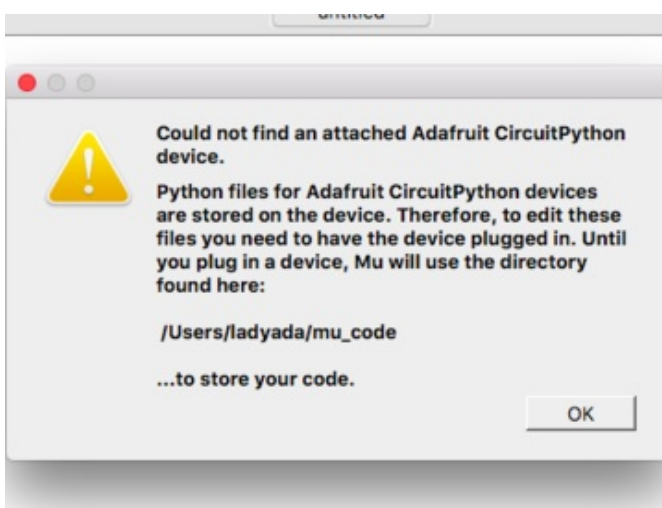 untitled
Could not find an attached Adafruit CircuitPython
device.
Python files for Adafruit CircuitPython devices
are stored on the device. Therefore, to edit these
files you need to have the device plugged in. Until
you plug in a device, Mu will use the directory
found here:
/Users/ladyada/mu_code
...to store your code.
OK